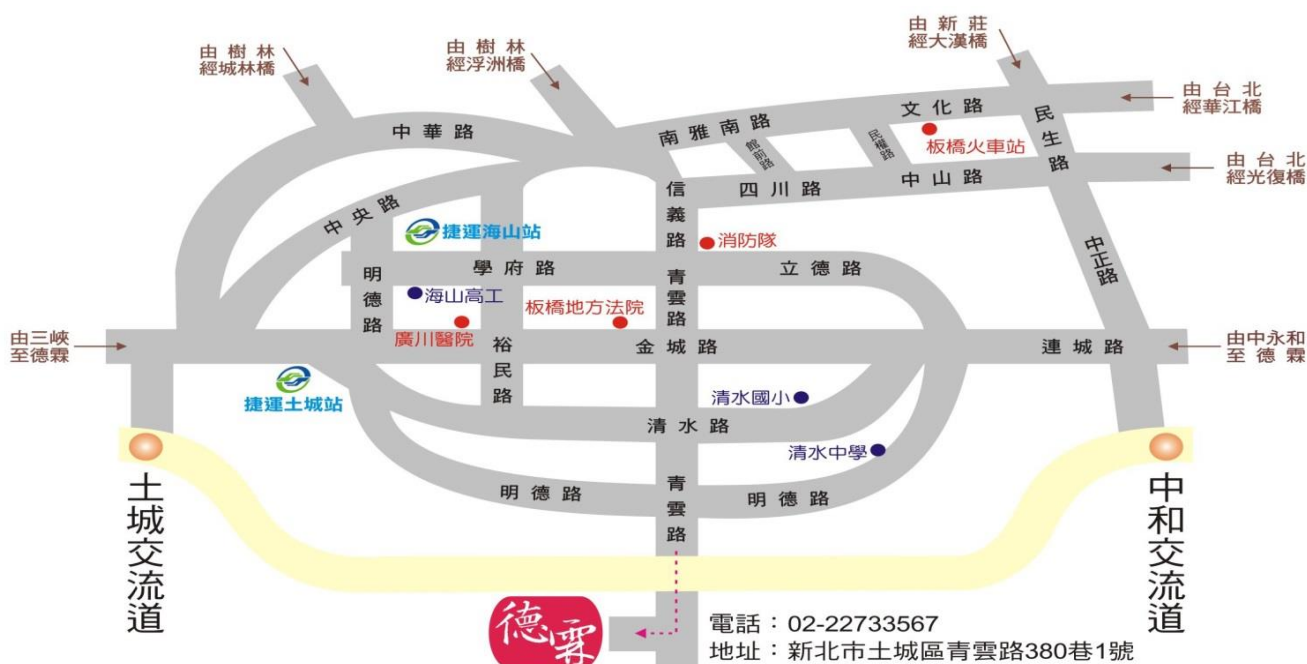 由樹林
經城林橋
由樹林
經浮洲橋
由新莊
經大漢橋
由台北
經華江橋
由台北
經光復橋
中華路
南雅南路
文化路
民生路
館前路
民權路
板橋火車站
中央路
信義路
四川路
中山路
捷運海山站
消防隊
中正路
明德路
學府路
青雲路
立德路
海山高工
廣川醫院
板橋地方法院
由三峽
至德霖
裕民路
金城路
連城路
由中永和
至德霖
捷運土城站
清水國小
清水路
清水中學
明德路
青雲路
明德路
土城交流道
中和交流道
德霖
電話：02-22733567
地址：新北市土城區青雲路380巷1號